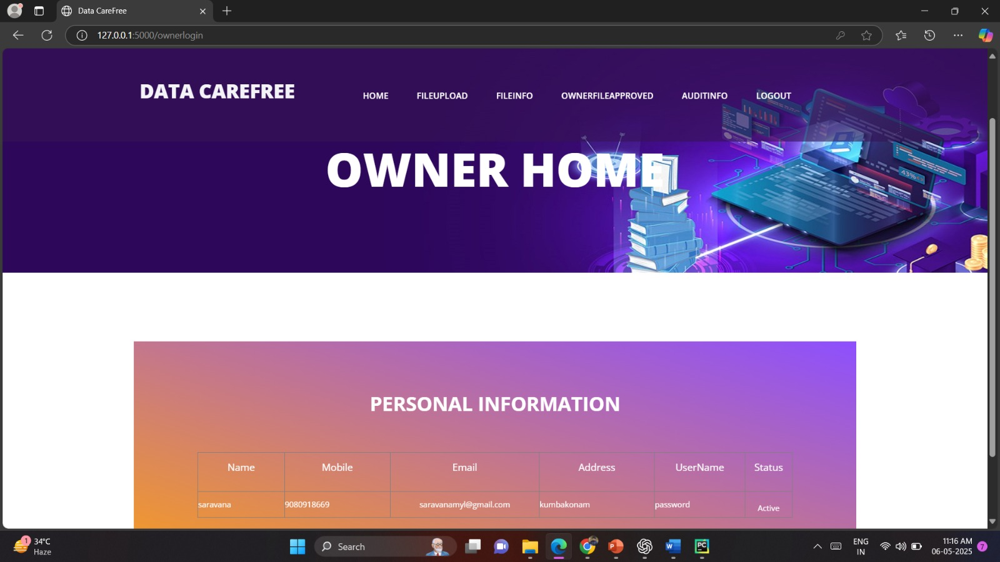 Data CareFree
127.0.0.1:5000/ownerlogin
DATA CAREFREE
HOME FILEUPLOAD FILEINFO OWNERFILEAPPROVED AUDITINFO LOGOUT
OWNER HOME
43%
PERSONAL INFORMATION
Name Mobile Email Address UserName Status
saravana 9080918669 saravanamyl@gmail.com kumbakonam password Active
1
34°C
Haze
Search
P
W
PC
ENG
IN
11:16 AM
06-05-2025
7